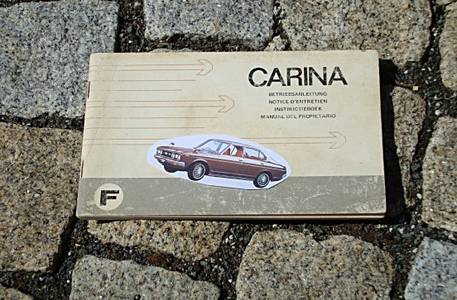 CARINA
BETRIEBSANLEITUNG
NOTICE D'ENTRETIEN
INSTRUCTIEBOEK
MANUAL DEL PROPIETARIO
F